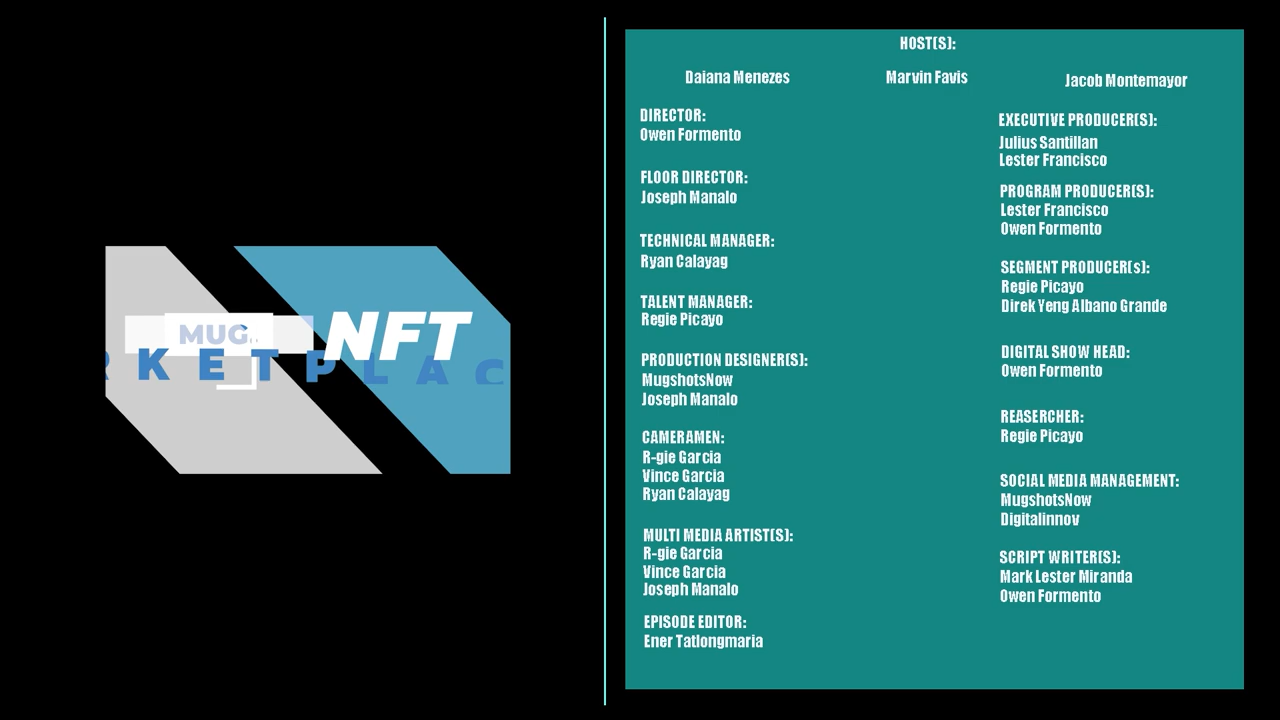 MUG
NFT
RKETPLAC
HOST(S):
Daiana Menezes
Marvin Favis
Jacob Montemayor
DIRECTOR:
Owen Formento
FLOOR DIRECTOR:
Joseph Manalo
TECHNICAL MANAGER:
Ryan Calayag
TALENT MANAGER:
Regie Picayo
PRODUCTION DESIGNER(S):
MugshotsNow
Joseph Manalo
CAMERAMEN:
R-gie Garcia
Vince Garcia
Ryan Calayag
MULTI MEDIA ARTIST(S):
R-gie Garcia
Vince Garcia
Joseph Manalo
EPISODE EDITOR:
Ener Tatlongmaria
EXECUTIVE PRODUCER(S):
Julius Santillan
Lester Francisco
PROGRAM PRODUCER(S):
Lester Francisco
Owen Formento
SEGMENT PRODUCER(s):
Regie Picayo
Direk Yeng Albano Grande
DIGITAL SHOW HEAD:
Owen Formento
REASERCHER:
Regie Picayo
SOCIAL MEDIA MANAGEMENT:
MugshotsNow
Digitalinnov
SCRIPT WRITER(S):
Mark Lester Miranda
Owen Formento